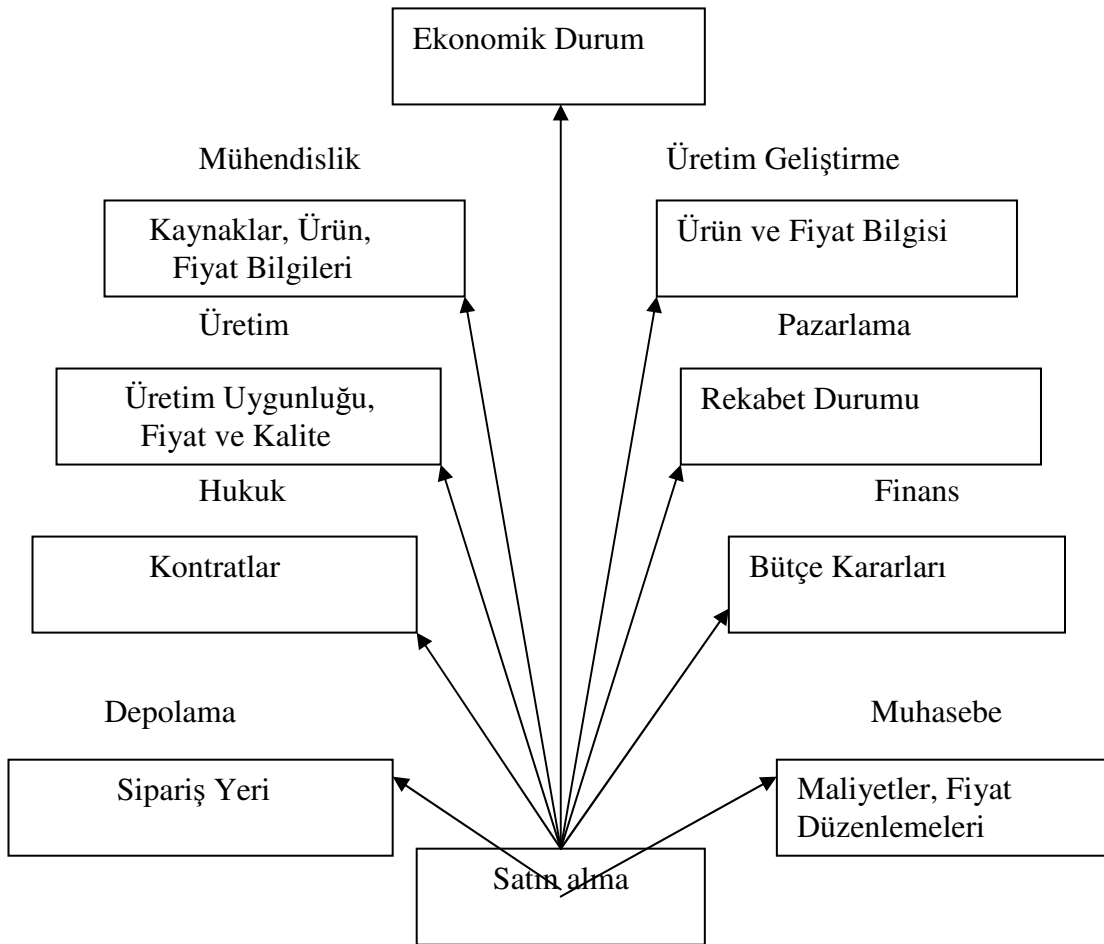 Ekonomik Durum
Mühendislik
Üretim Geliştirme
Kaynaklar, Ürün,
Fiyat Bilgileri
Ürün ve Fiyat Bilgisi
Üretim
Pazarlama
Üretim Uygunluğu,
Fiyat ve Kalite
Rekabet Durumu
Hukuk
Finans
Kontratlar
Bütçe Kararları
Depolama
Muhasebe
Sipariş Yeri
Maliyetler, Fiyat
Düzenlemeleri
Satın alma